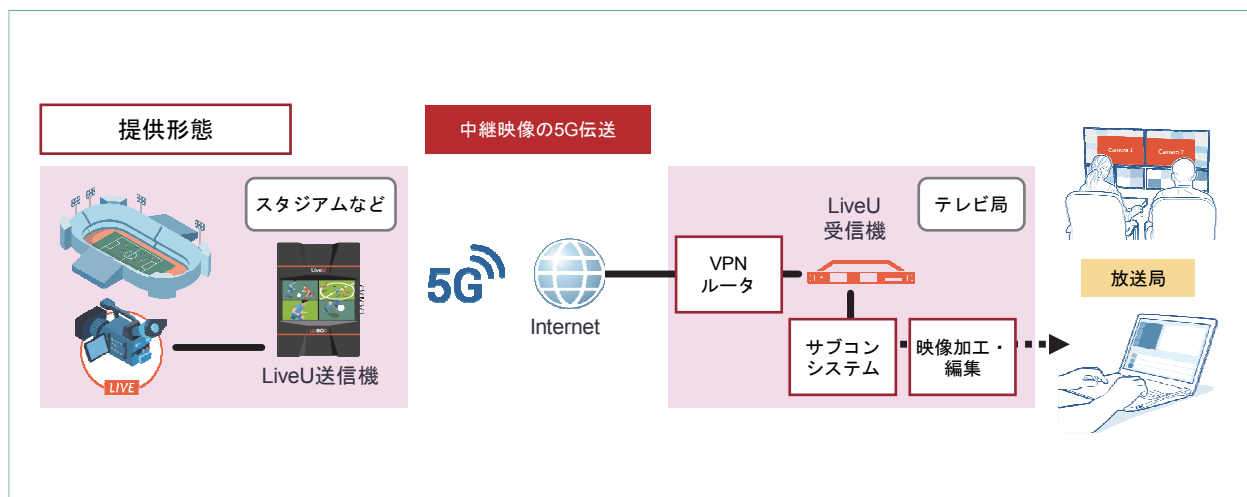 提供形態
中継映像の5G伝送
スタジアムなど
LiveU
LIVE
LiveU送信機
5G
Internet
VPN
ルータ
LiveU
受信機
テレビ局
サブコン
システム
映像加工・
編集
Camera 1
Camera 2
放送局